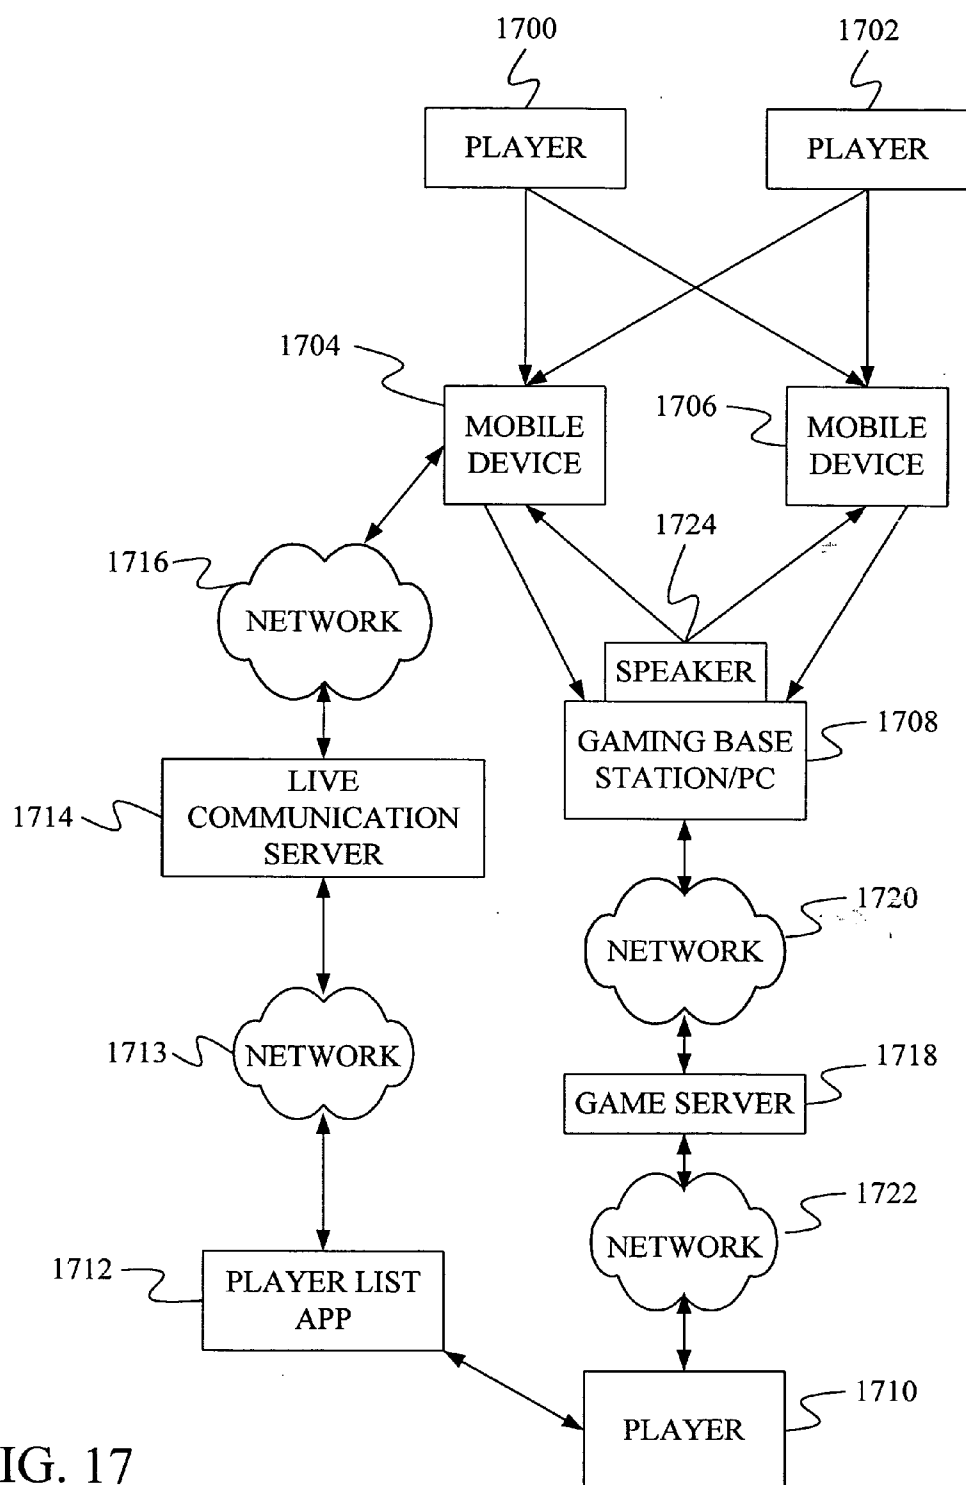 1700
1702
PLAYER
PLAYER
1704
1706
MOBILE
DEVICE
MOBILE
DEVICE
1724
1716
NETWORK
SPEAKER
1708
GAMING BASE
STATION/PC
LIVE
COMMUNICATION
SERVER
1714
1720
NETWORK
1713
NETWORK
1718
GAME SERVER
1722
NETWORK
1712
PLAYER LIST
APP
1710
PLAYER
IG. 17